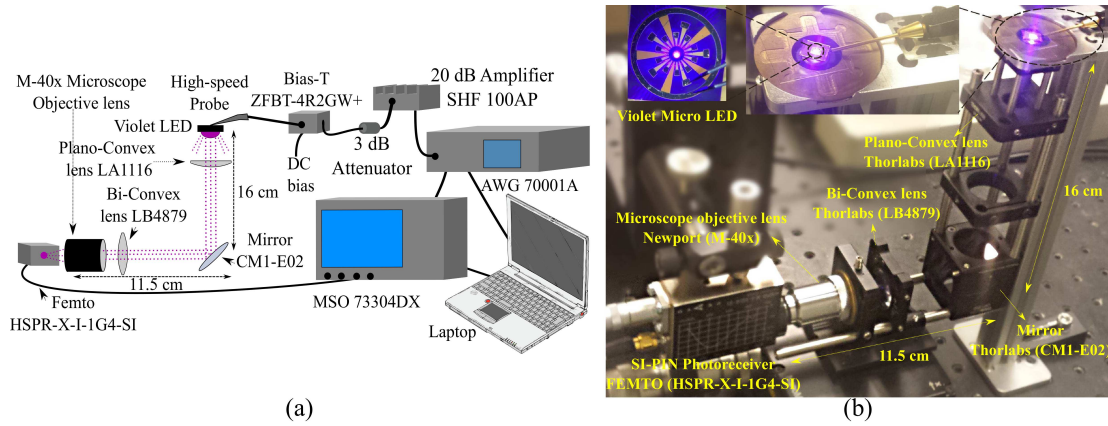 M-40x Microscope
Objective lens
High-speed
Probe
Bias-T
ZFBT-4R2GW+
20 dB Amplifier
SHF 100AP
Violet LED
Plano-Convex
lens LA1116
DC
bias
3 dB
Attenuator
AWG 70001A
16 cm
Bi-Convex
lens LB4879
Mirror
CM1-E02
11.5 cm
Femto
HSPR-X-I-1G4-SI
MSO 73304DX
Laptop
(a)
(b)
Violet Micro LED
Plano-Convex lens
Thorlabs (LA1116)
16 cm
Bi-Convex lens
Thorlabs (LB4879)
Microscope objective lens
Newport (M-40x)
Mirror
Thorlabs (CM1-E02)
11.5 cm
SI-PIN Photoreceiver
FEMTO (HSPR-X-I-1G4-SI)
(a)
(b)